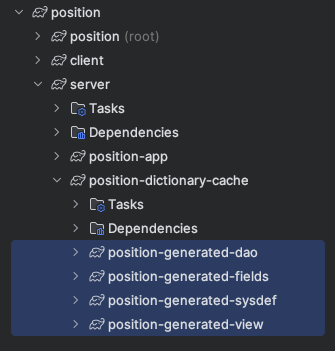 position
position (root)
client
server
Tasks
Dependencies
position-app
position-dictionary-cache
Tasks
Dependencies
position-generated-dao
position-generated-fields
position-generated-sysdef
position-generated-view